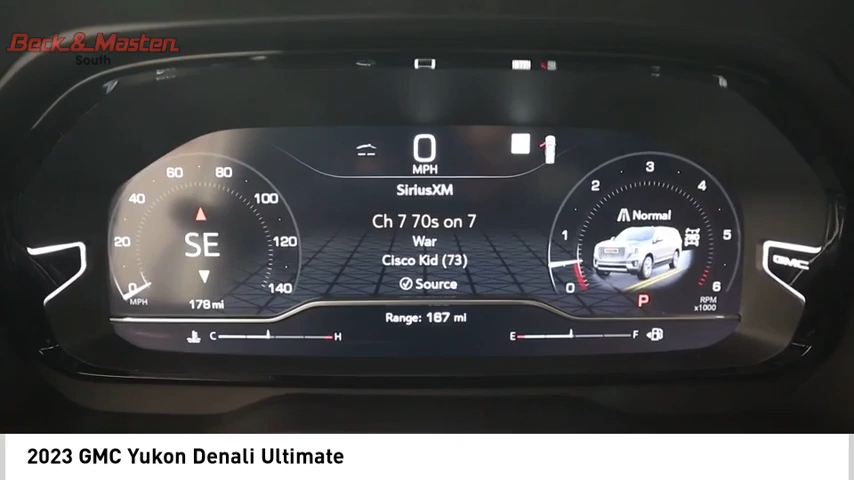 Beck & Masten
South
0
MPH
SiriusXM
Ch 7 70s on 7
War
Cisco Kid (73)
Source
Range: 187 mi
0
20
40
60
80
100
120
140
MPH
SE
178 mi
C
H
0
1
2
3
4
5
6
Normal
P
RPM
x1000
E
F
GMC
2023 GMC Yukon Denali Ultimate